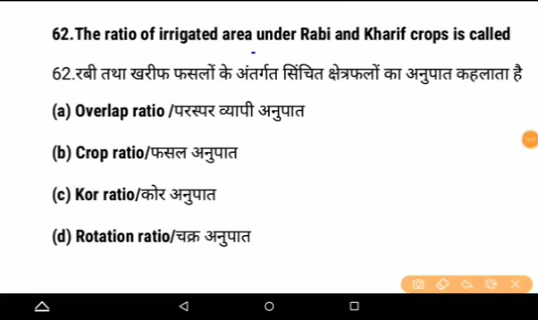 62.The ratio of irrigated area under Rabi and Kharif crops is called
62.रबी तथा खरीफ फसलों के अंतर्गत सिंचित क्षेत्रफलों का अनुपात कहलाता है
(a) Overlap ratio /परस्पर व्यापी अनुपात
(b) Crop ratio/फसल अनुपात
(c) Kor ratio/कोर अनुपात
(d) Rotation ratio/चक्र अनुपात